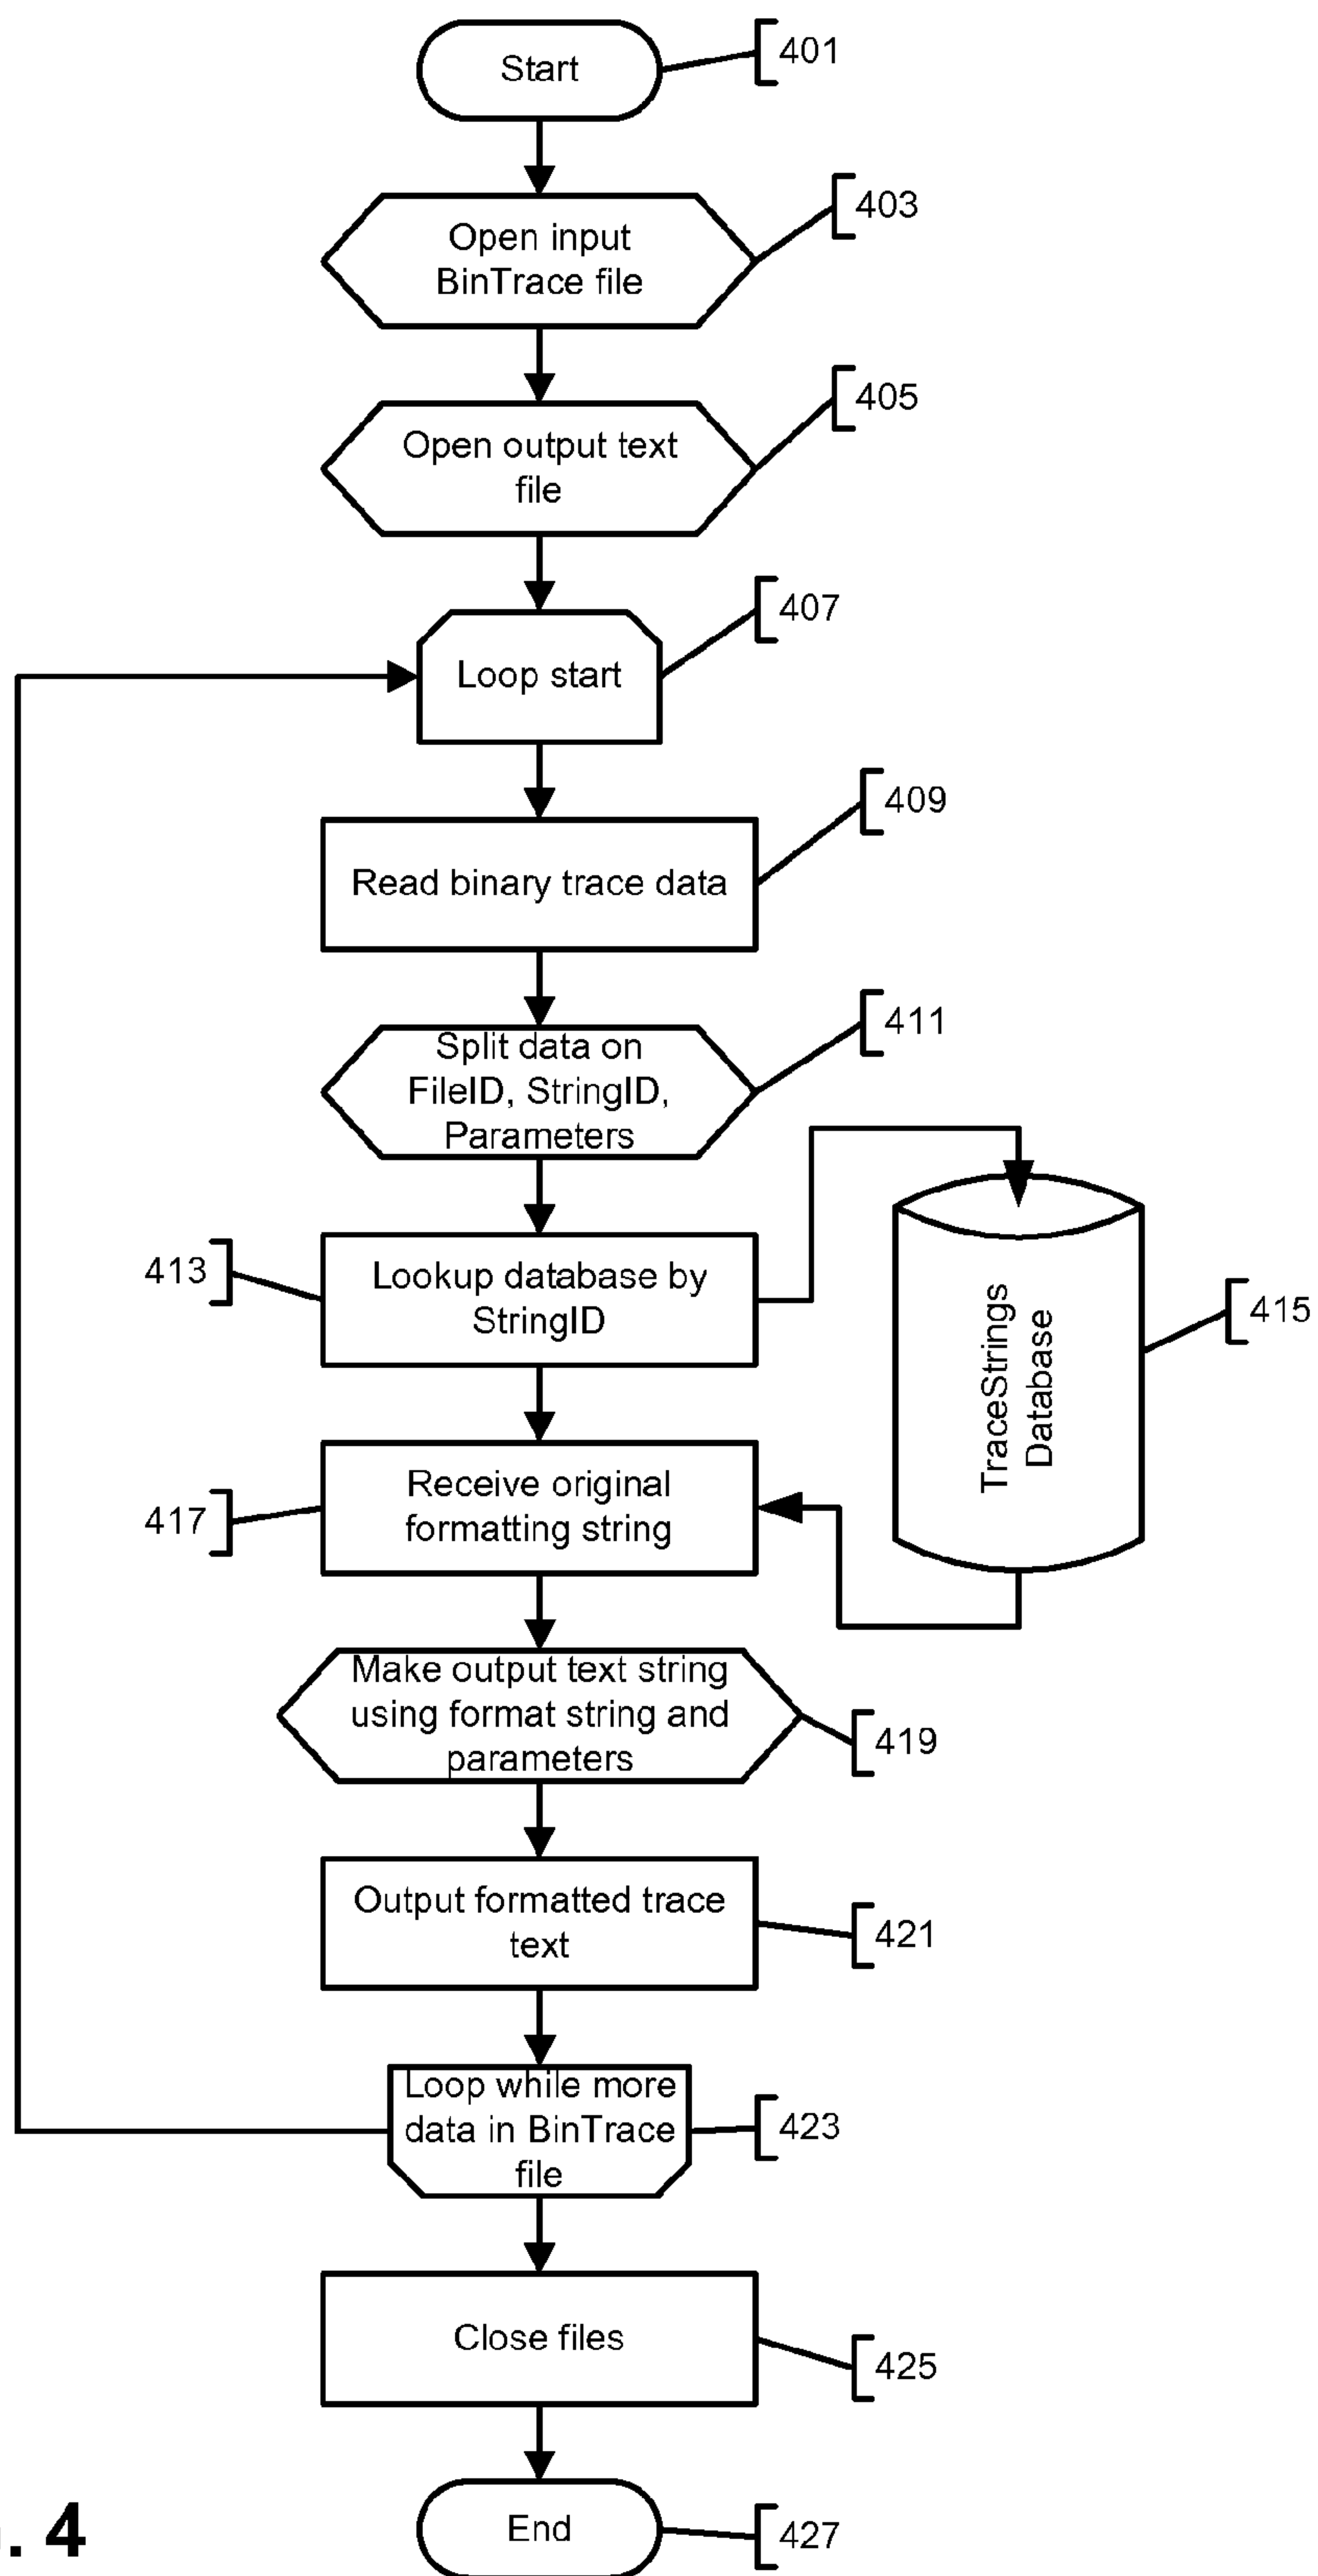 Start
401
Open input
BinTrace file
403
Open output text
file
405
Loop start
407
Read binary trace data
409
Split data on
FileID, StringID,
Parameters
411
Lookup database by
StringID
413
TraceStrings
Database
415
Receive original
formatting string
417
Make output text string
using format string and
parameters
419
Output formatted trace
text
421
Loop while more
data in BinTrace
file
423
Close files
425
End
427
. 4